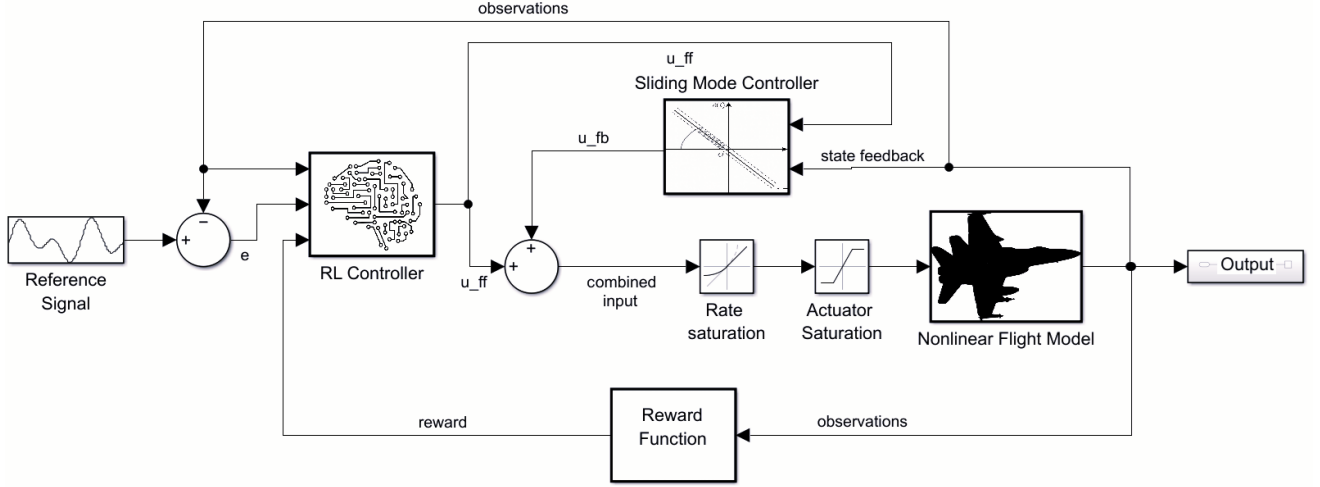 observations
u_ff
Sliding Mode Controller
u_fb
state feedback
e
Reference
Signal
RL Controller
u_ff
combined
input
Rate
saturation
Actuator
Saturation
Nonlinear Flight Model
Output
reward
Reward
Function
observations